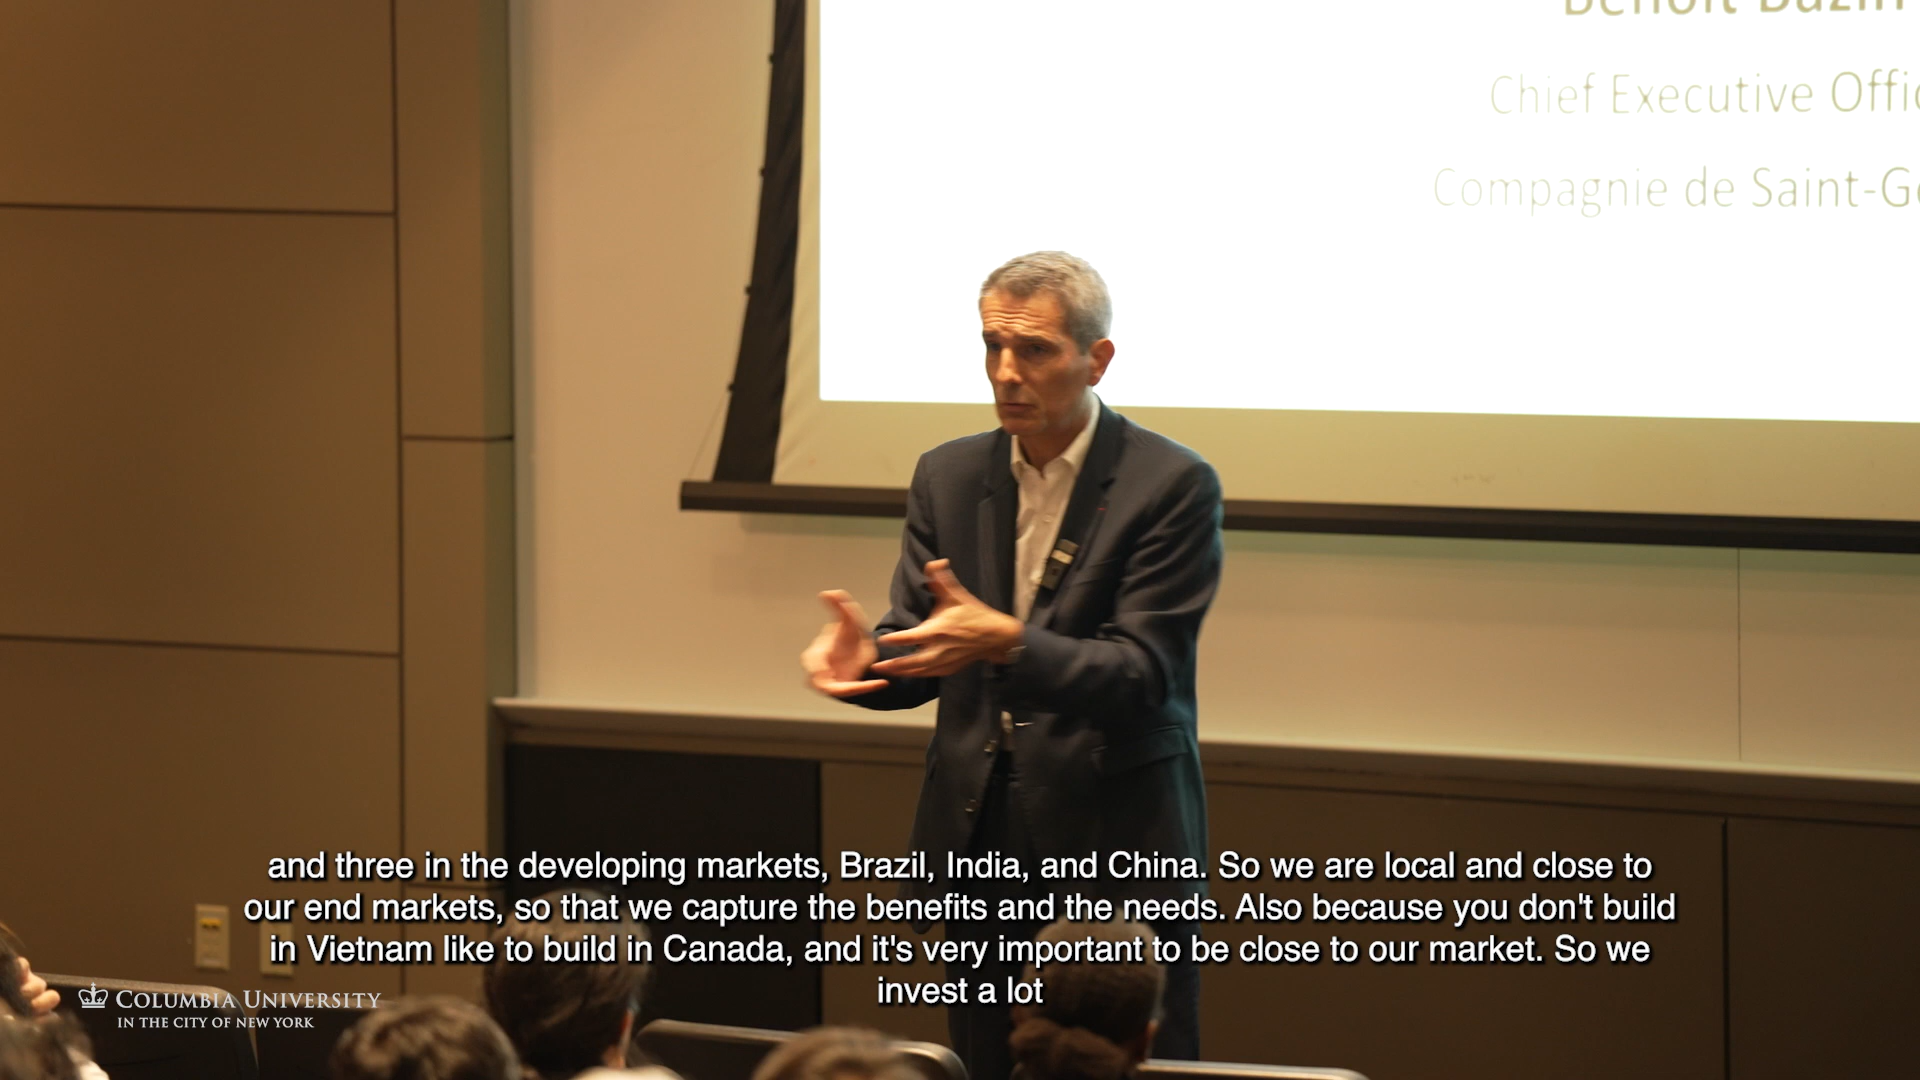 Benoit Bazin
Chief Executive Offic
Compagnie de Saint-Go
and three in the developing markets, Brazil, India, and China. So we are local and close to
our end markets, so that we capture the benefits and the needs. Also because you don't build
in Vietnam like to build in Canada, and it's very important to be close to our market. So we
invest a lot
COLUMBIA UNIVERSITY
IN THE CITY OF NEW YORK